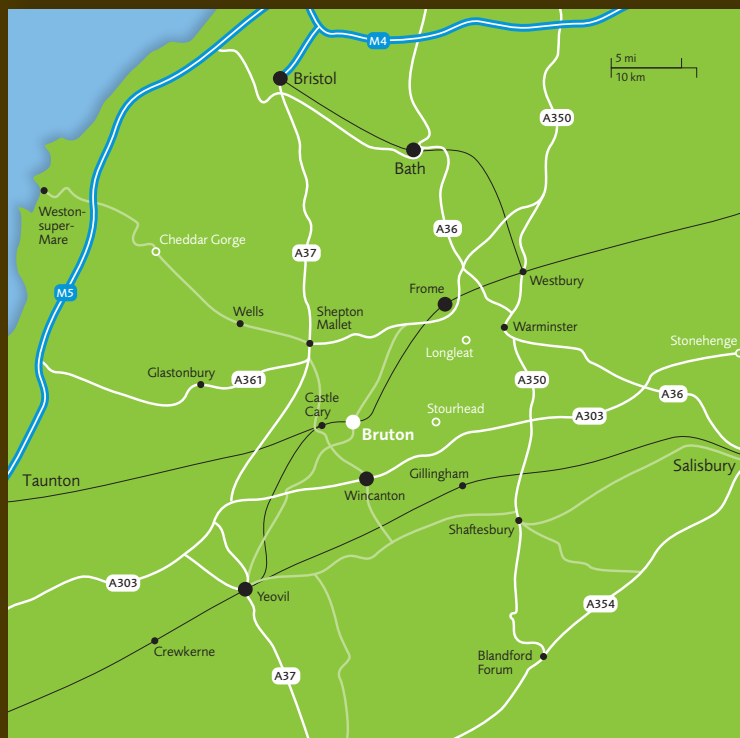 M4
5 mi
10 km
Bristol
A350
Bath
Weston-
super-
Mare
Cheddar Gorge
A37
A36
Westbury
M5
Frome
Wells
Shepton
Mallet
Warminster
Longleat
Stonehenge
Glastonbury
A361
A350
A36
Castle
Cary
Stourhead
A303
Bruton
Taunton
Gillingham
Salisbury
Wincanton
Shaftesbury
A303
Yeovil
A354
Crewkerne
Blandford
Forum
A37